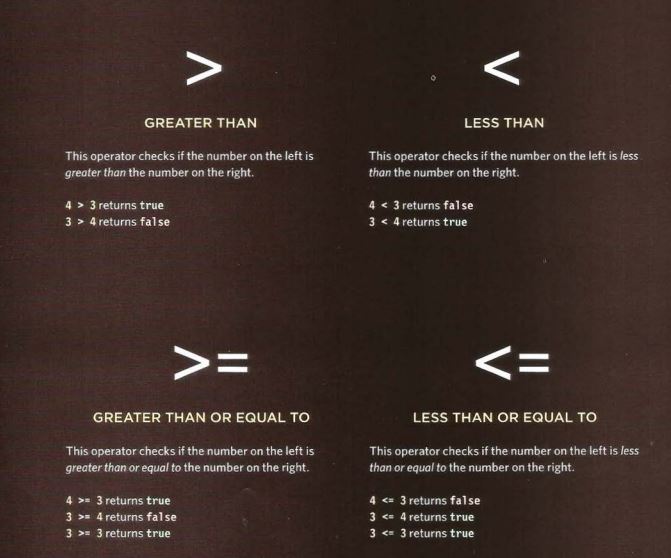 >
GREATER THAN
This operator checks if the number on the left is
greater than the number on the right.
4 > 3 returns true
3 > 4 returns false
<
LESS THAN
This operator checks if the number on the left is less
than the number on the right.
4 < 3 returns false
3 < 4 returns true
>=
GREATER THAN OR EQUAL TO
This operator checks if the number on the left is
greater than or equal to the number on the right.
4 >= 3 returns true
3 >= 4 returns false
3 >= 3 returns true
<=
LESS THAN OR EQUAL TO
This operator checks if the number on the left is less
than or equal to the number on the right.
4 <= 3 returns false
3 <= 4 returns true
3 <= 3 returns true